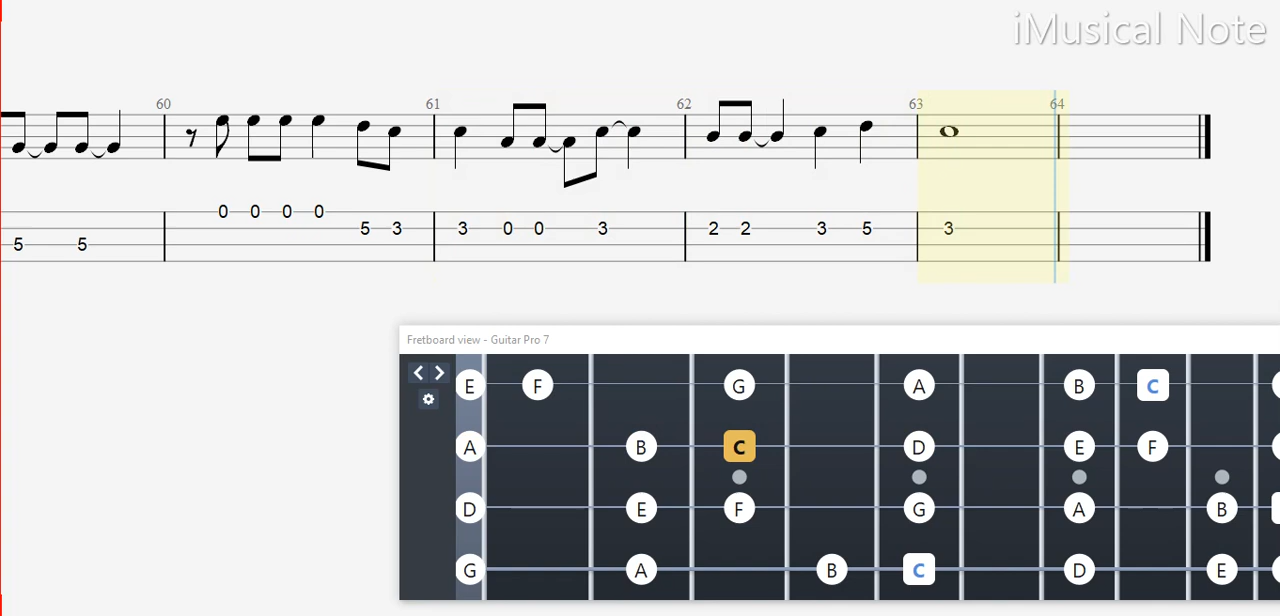 iMusical Note
60 61 62 63 64
0 0 0 0
5 3 3 0 0 3 2 2 3 5 3
5 5
Fretboard view - Guitar Pro 7
E F G A B C
A B C D E F
D E F G A B
G A B C D E